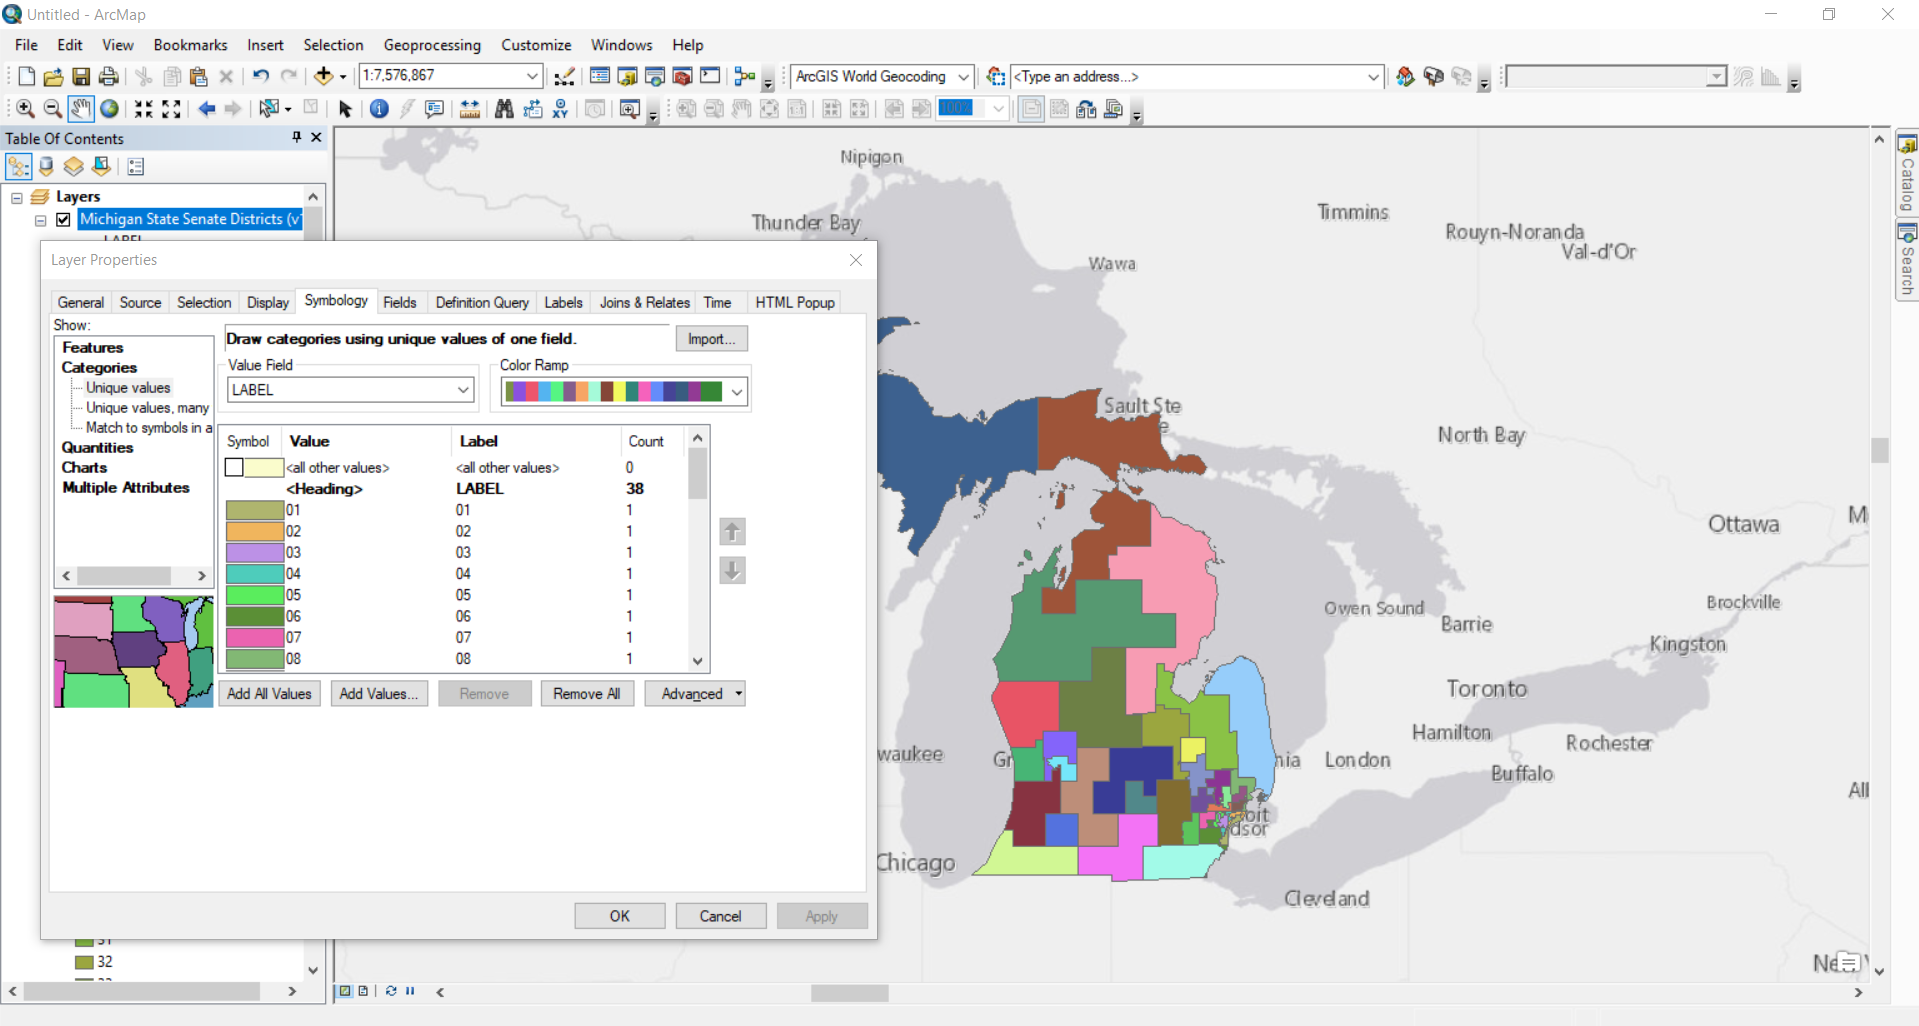 Untitled - ArcMap
File Edit View Bookmarks Insert Selection Geoprocessing Customize Windows Help
1:7,576,867 ArcGIS World Geocoding <Type an address...>
100%
Table Of Contents
Layers
Michigan State Senate Districts (v
LABEL
Layer Properties
General Source Selection Display Symbology Fields Definition Query Labels Joins & Relates Time HTML Popup
Show:
Features
Categories
Unique values
Unique values, many
Match to symbols in a
Quantities
Charts
Multiple Attributes
Draw categories using unique values of one field.
Import...
Value Field
LABEL
Color Ramp
Symbol Value Label Count
<all other values> <all other values> 0
<Heading> LABEL 38
01 01 1
02 02 1
03 03 1
04 04 1
05 05 1
06 06 1
07 07 1
08 08 1
Add All Values Add Values... Remove Remove All Advanced
OK Cancel Apply
31
32
33
Nipigon
Thunder Bay
Wawa
Timmins
Rouyn-Noranda
Val-d'Or
Sault Ste
e
North Bay
Ottawa
M
Owen Sound
Barrie
Brockville
Kingston
Toronto
Hamilton
Rochester
waukee
Gr
nia
London
Buffalo
All
oit
dsor
Chicago
Cleveland
Ne
Catalog
Search